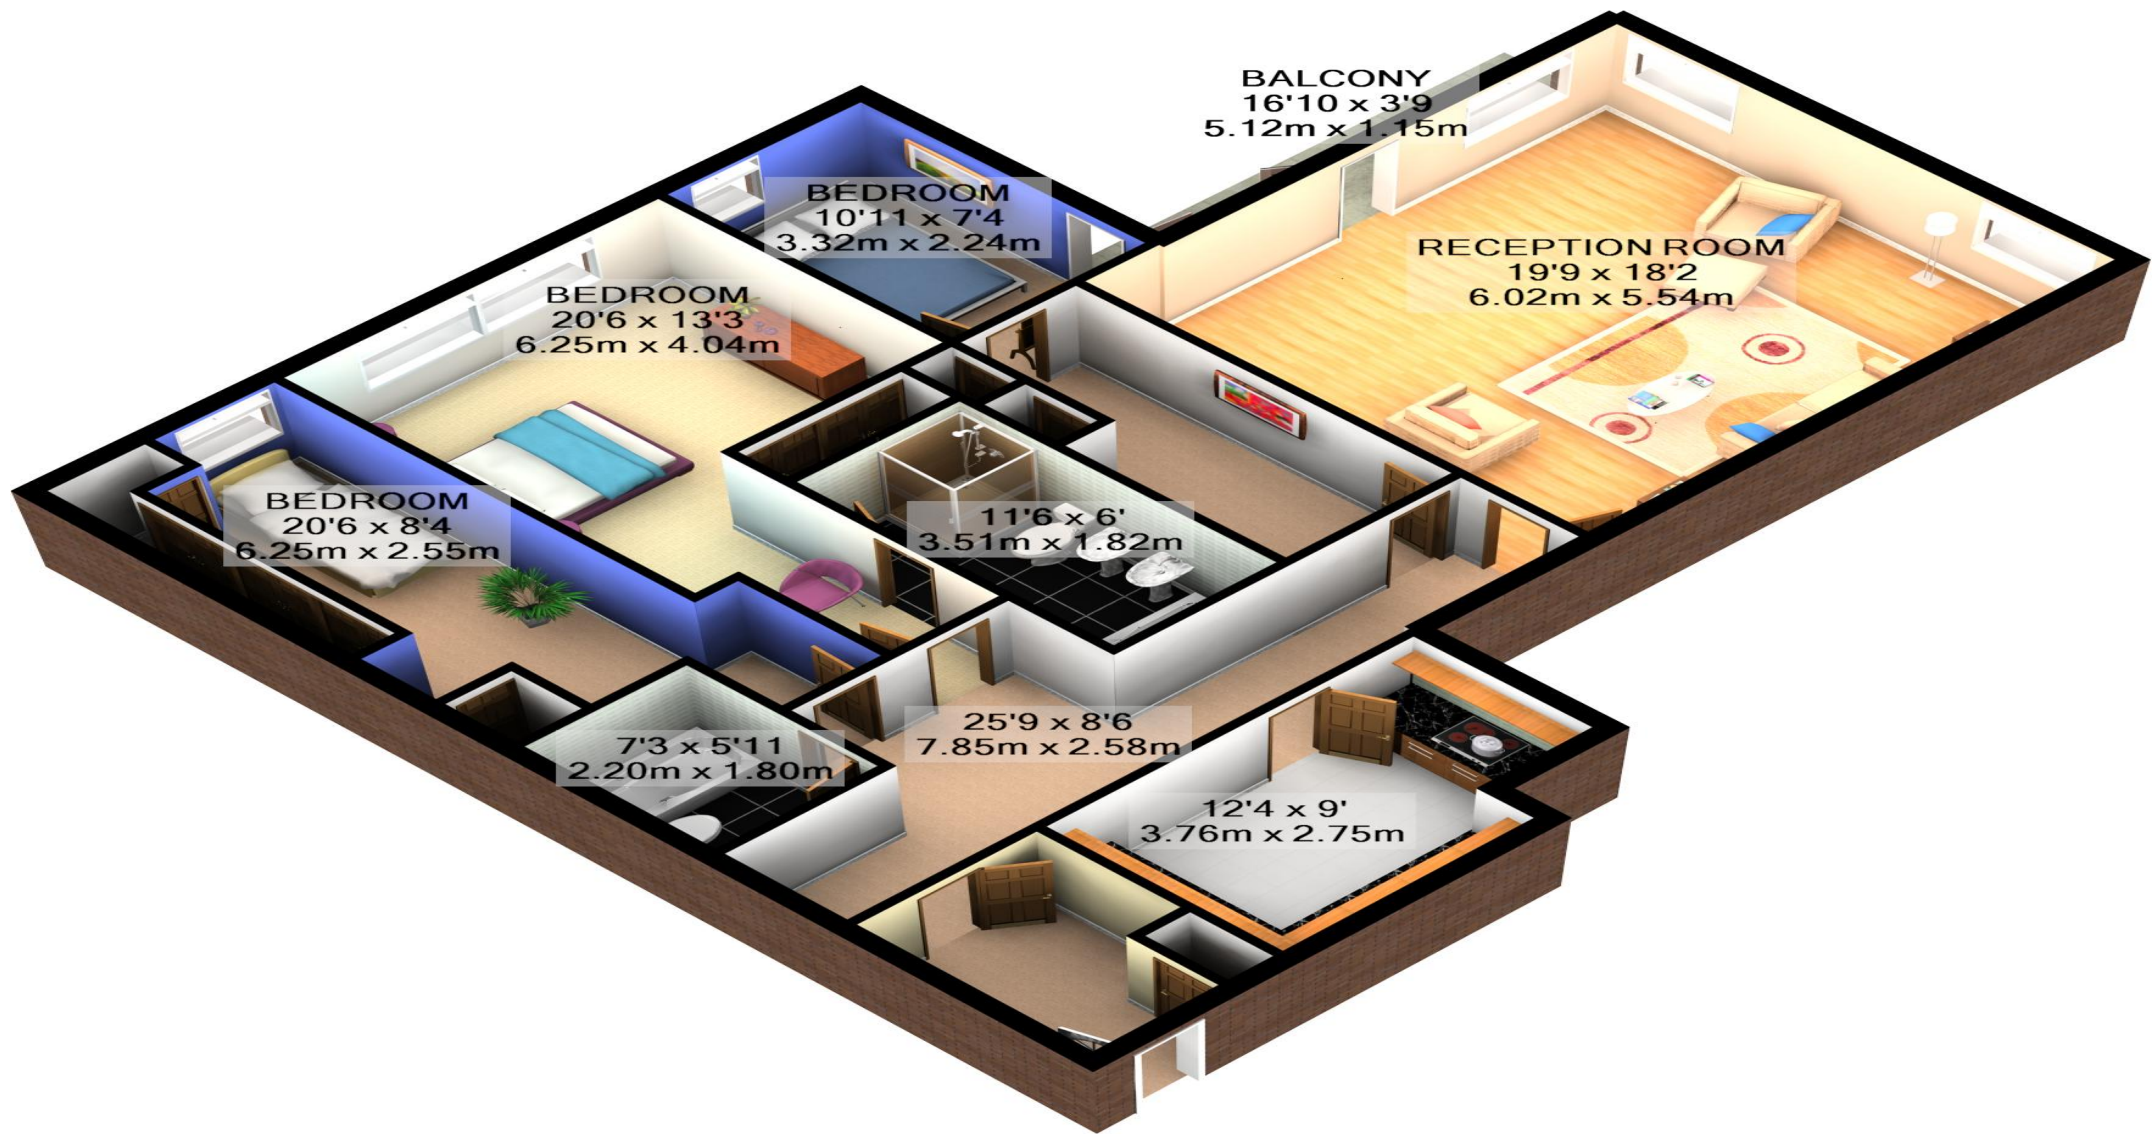 BALCONY
16'10 x 3'9
5.12m x 1.15m
BEDROOM
10'11 x 7'4
3.32m x 2.24m
RECEPTION ROOM
19'9 x 18'2
6.02m x 5.54m
BEDROOM
20'6 x 13'3
6.25m x 4.04m
BEDROOM
20'6 x 8'4
6.25m x 2.55m
11'6 x 6'
3.51m x 1.82m
25'9 x 8'6
7.85m x 2.58m
7'3 x 5'11
2.20m x 1.80m
12'4 x 9'
3.76m x 2.75m